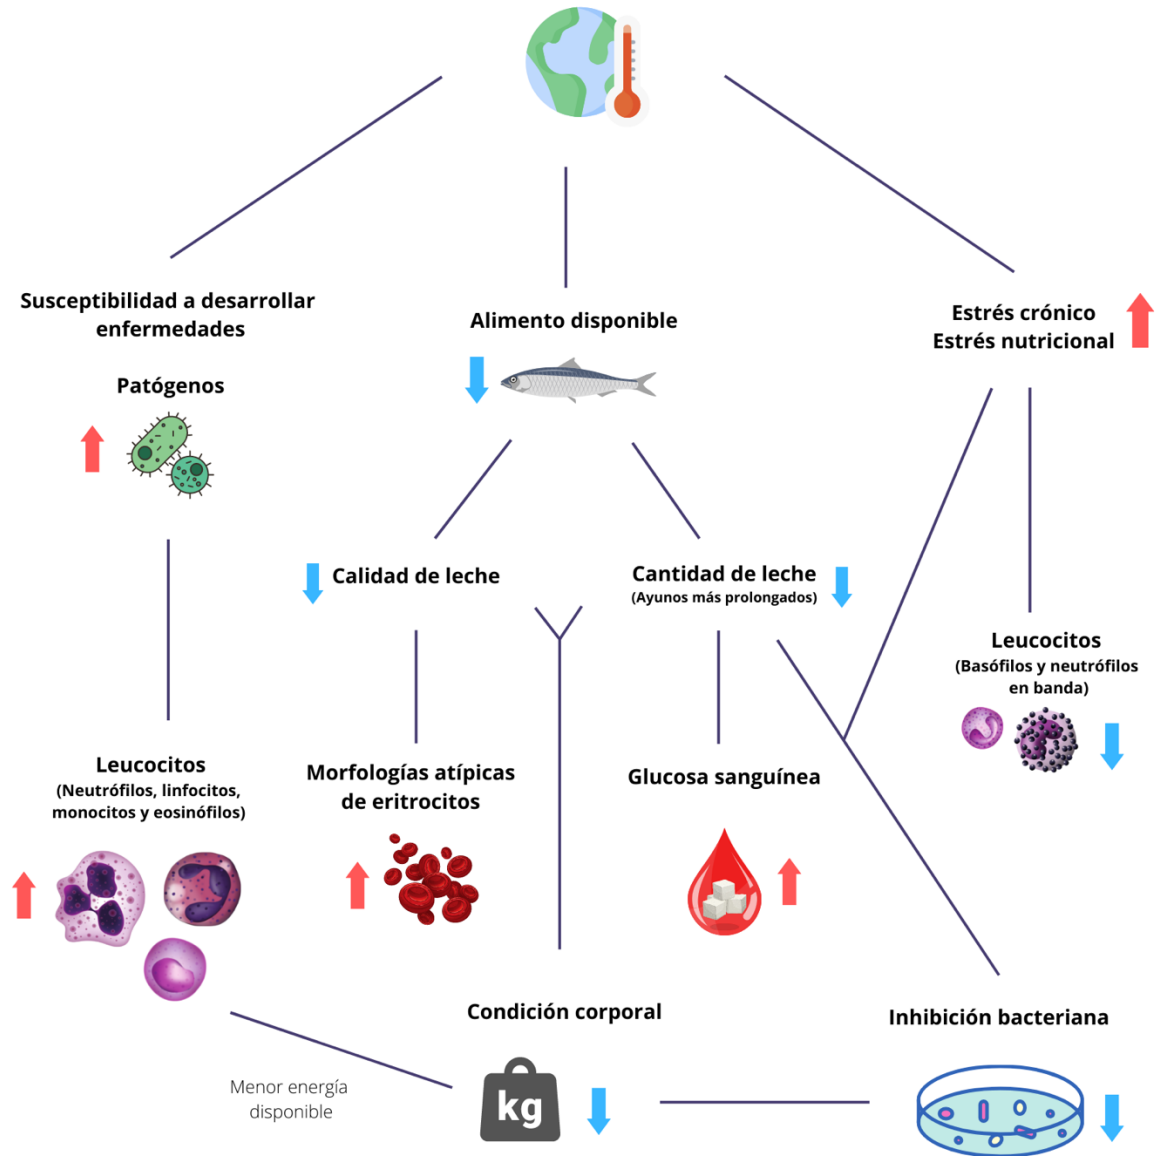 Susceptibilidad a desarrollar
enfermedades
Patógenos
Alimento disponible
Estrés crónico
Estrés nutricional
Calidad de leche
Cantidad de leche
(Ayunos más prolongados)
Leucocitos
(Basófilos y neutrófilos
en banda)
Leucocitos
(Neutrófilos, linfocitos,
monocitos y eosinófilos)
Morfologías atípicas
de eritrocitos
Glucosa sanguínea
Condición corporal
Inhibición bacteriana
Menor energía
disponible
kg